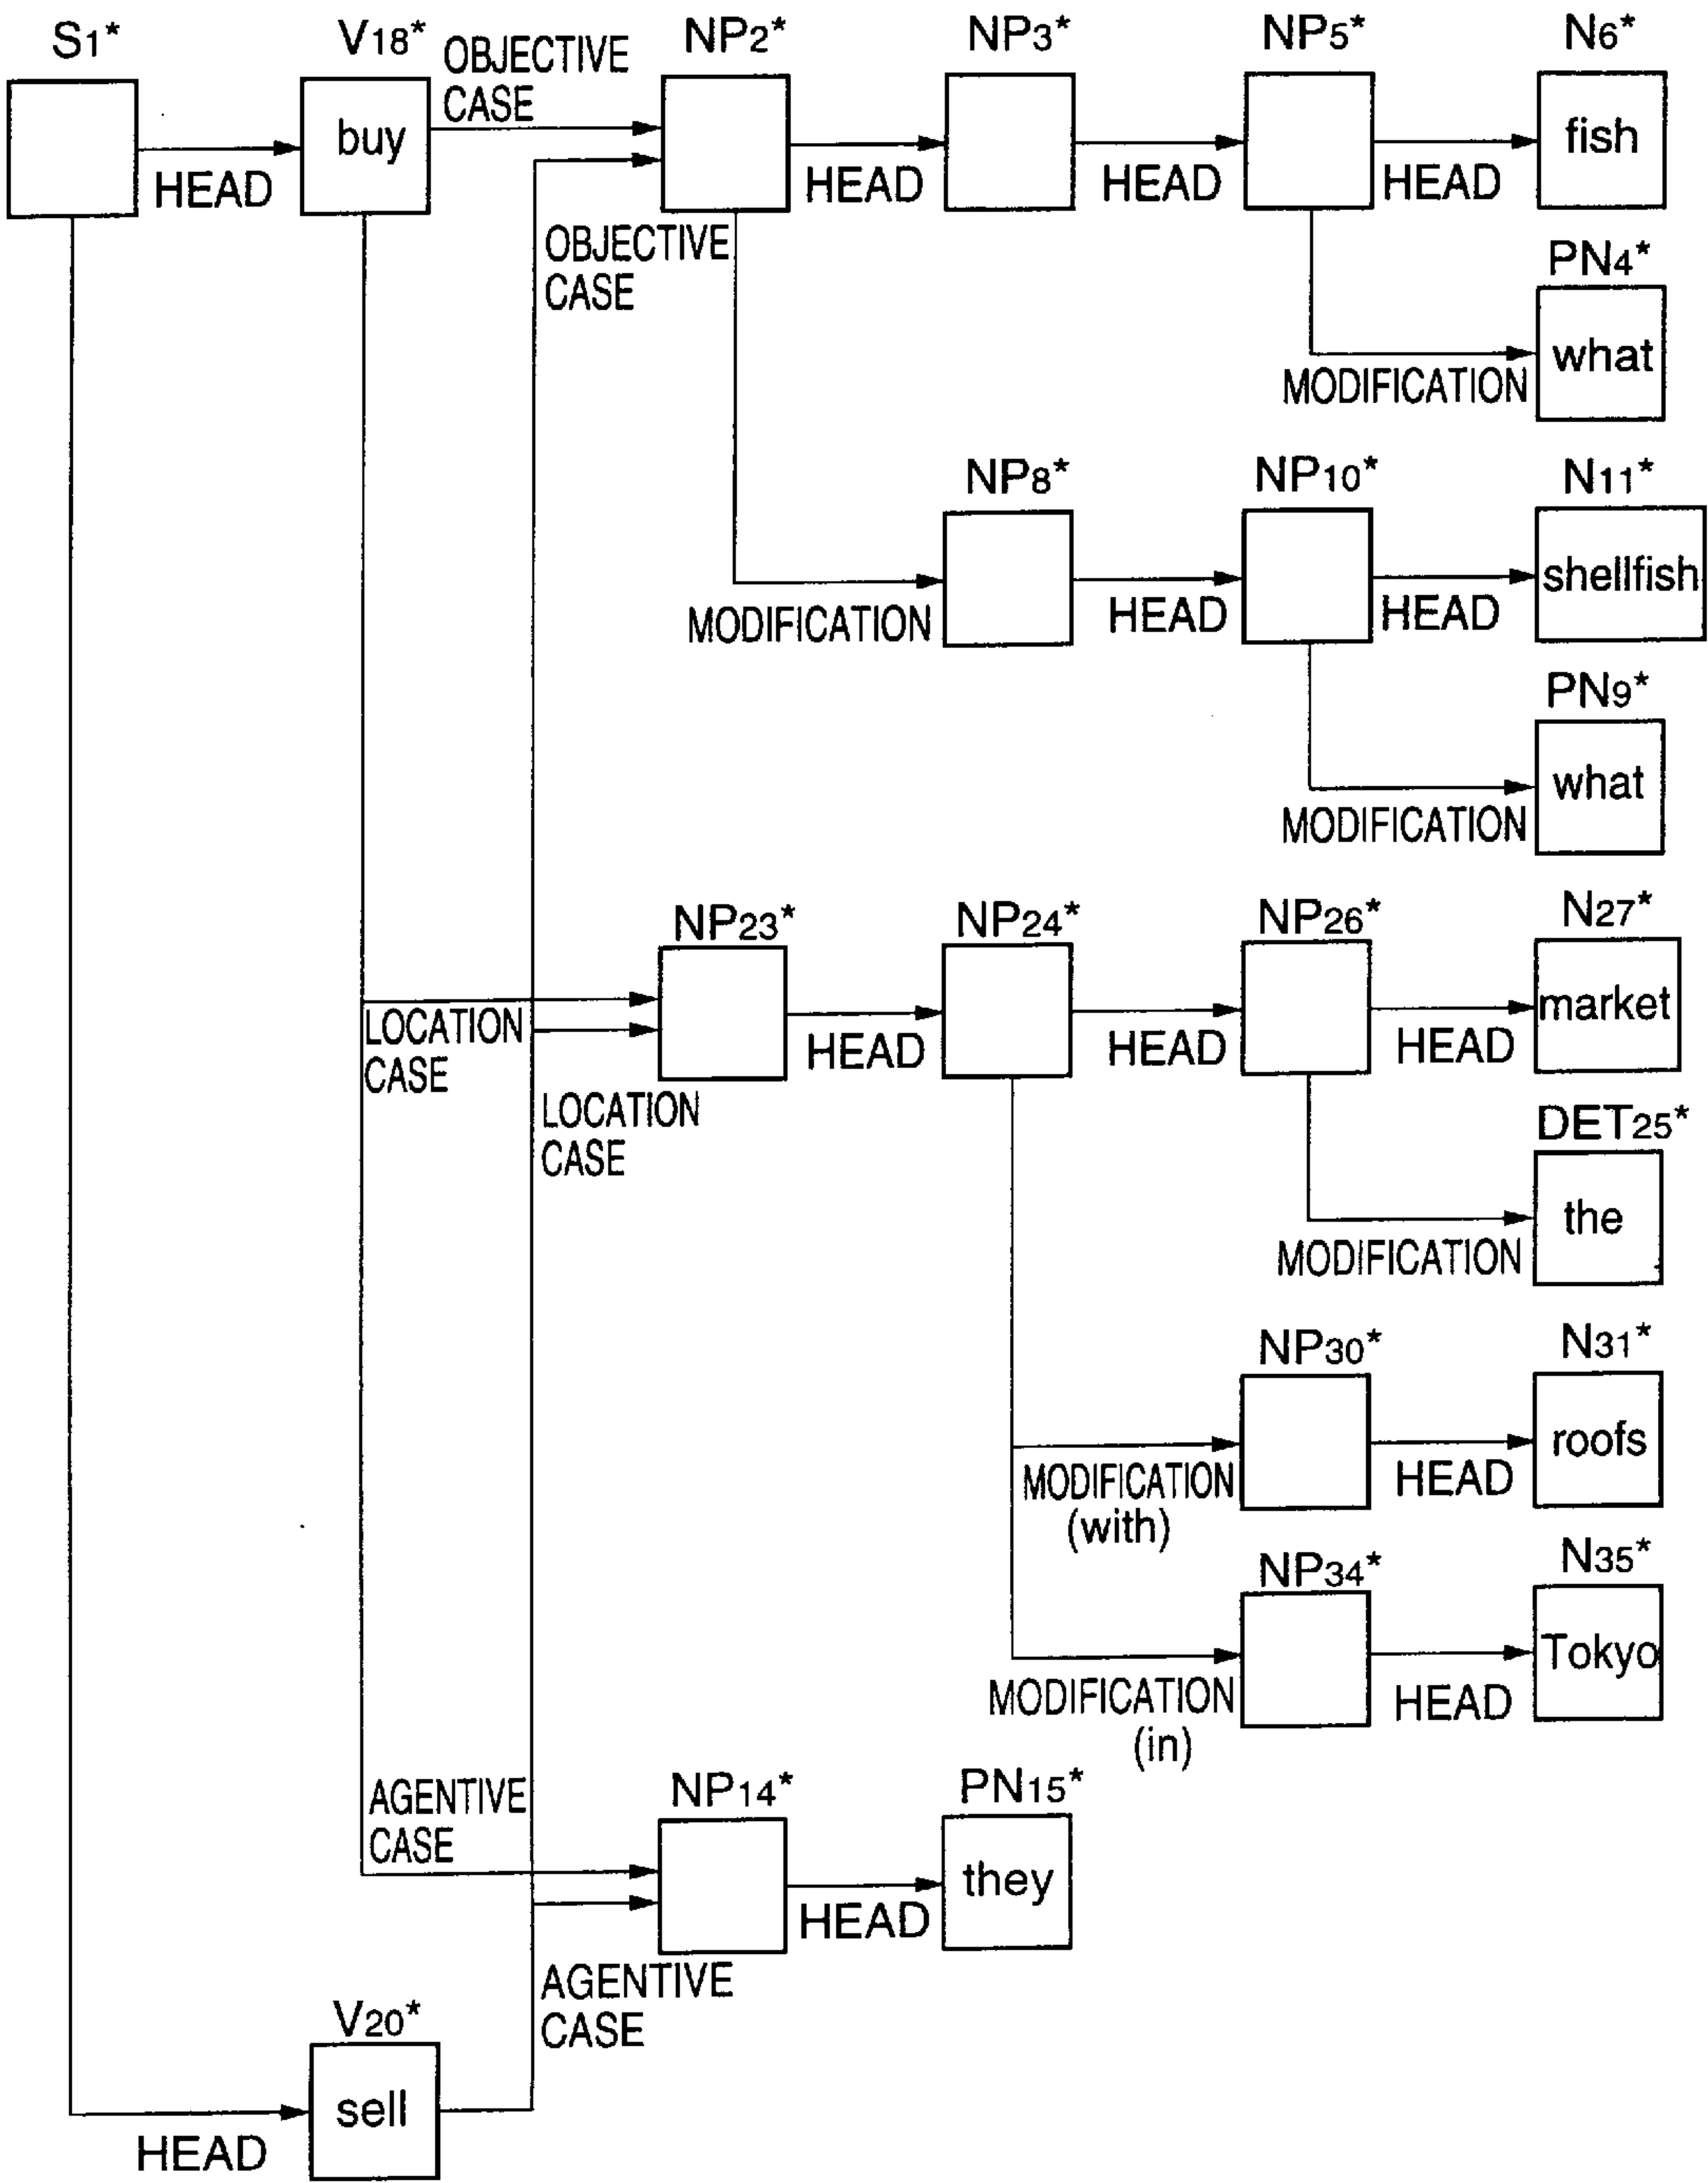 S1*
V18*
OBJECTIVE
CASE
NP2*
NP3*
NP5*
N6*
buy
fish
HEAD
HEAD
HEAD
HEAD
OBJECTIVE
CASE
PN4*
what
MODIFICATION
NP8*
NP10*
N11*
shellfish
MODIFICATION
HEAD
HEAD
PN9*
what
MODIFICATION
NP23*
NP24*
NP26*
N27*
market
LOCATION
CASE
HEAD
HEAD
HEAD
LOCATION
CASE
DET25*
the
MODIFICATION
NP30*
N31*
roofs
MODIFICATION
(with)
HEAD
NP34*
N35*
Tokyo
MODIFICATION
(in)
HEAD
AGENTIVE
CASE
NP14*
PN15*
they
HEAD
AGENTIVE
CASE
V20*
sell
HEAD